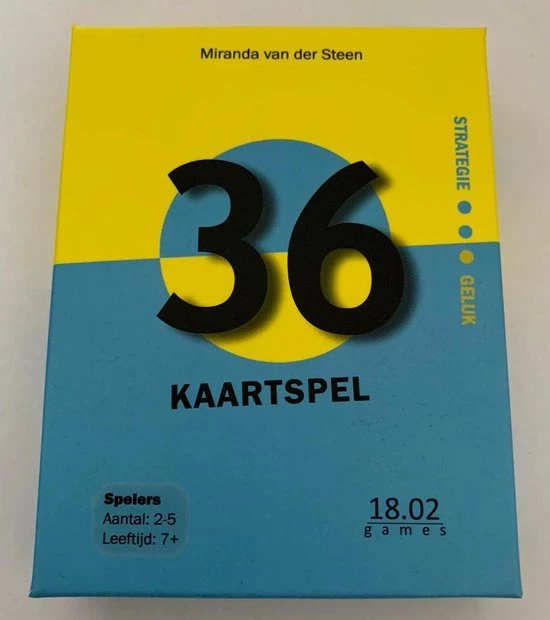 Miranda van der Steen
STRATEGIE
GELUK
36
KAARTSPEL
Spelers
Aantal: 2-5
Leeftijd: 7+
18.02
games